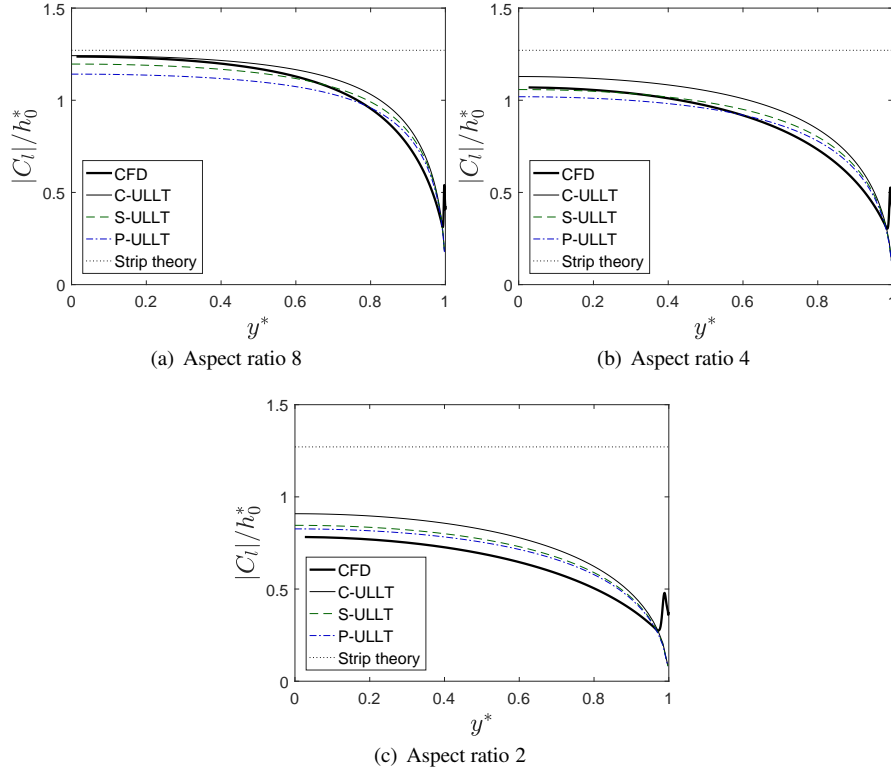 1.5
1
0.5
0
|C_l|/h_0^*
CFD
C-ULLT
S-ULLT
P-ULLT
Strip theory
0 0.2 0.4 0.6 0.8 1
y*
(a) Aspect ratio 8
1.5
1
0.5
0
|C_l|/h_0^*
CFD
C-ULLT
S-ULLT
P-ULLT
Strip theory
0 0.2 0.4 0.6 0.8 1
y*
(b) Aspect ratio 4
1.5
1
0.5
0
|C_l|/h_0^*
CFD
C-ULLT
S-ULLT
P-ULLT
Strip theory
0 0.2 0.4 0.6 0.8 1
y*
(c) Aspect ratio 2